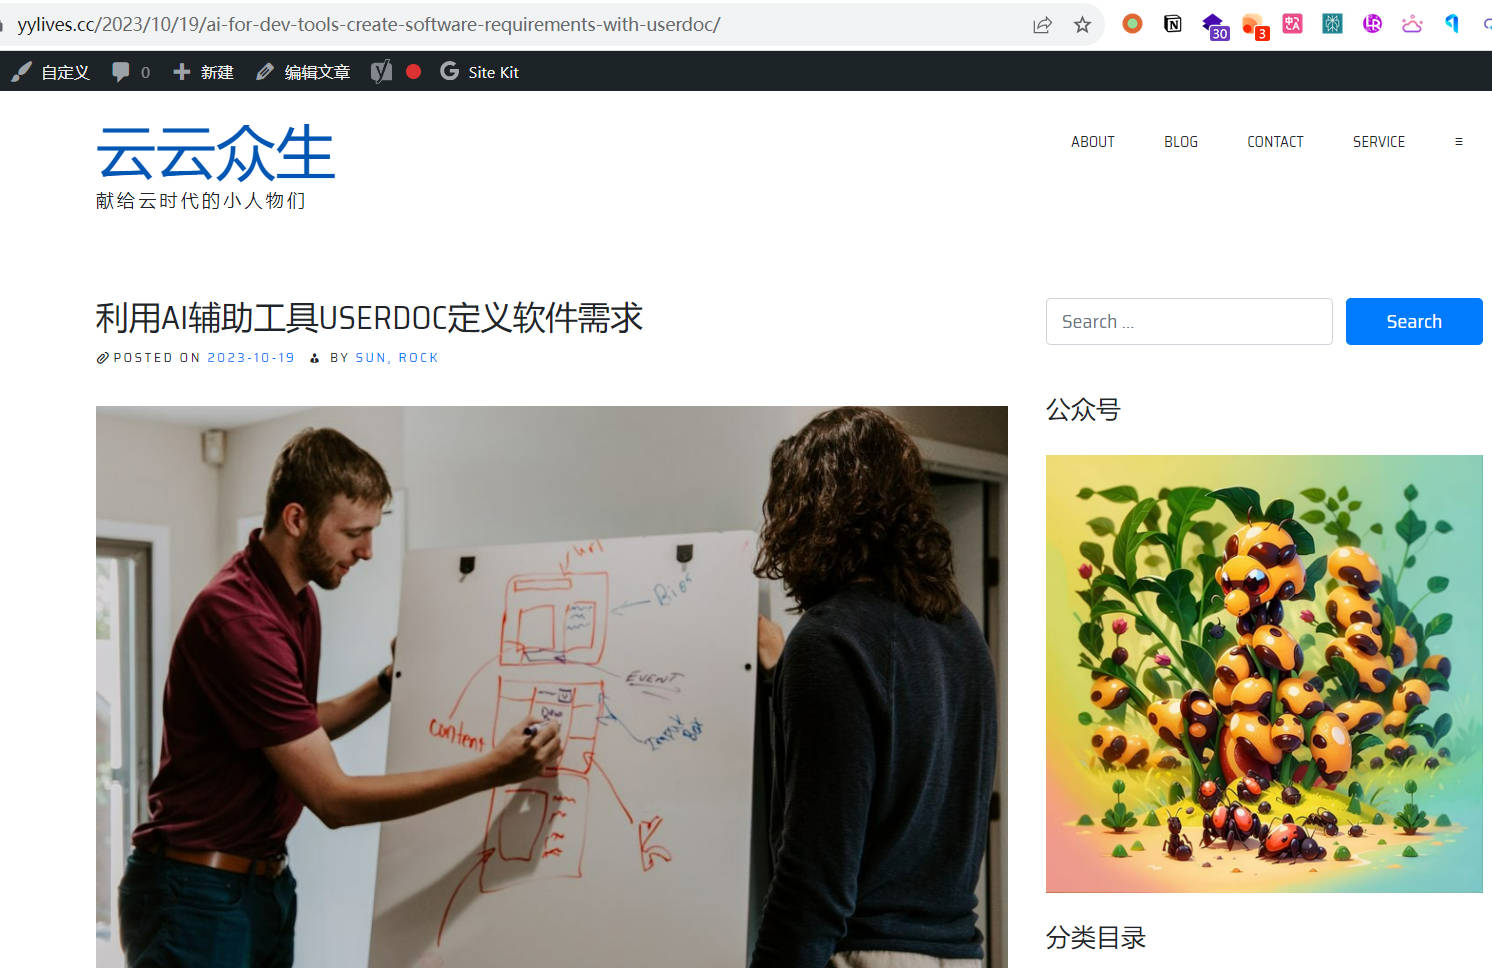 yylives.cc/2023/10/19/ai-for-dev-tools-create-software-requirements-with-userdoc/
30
3
自定义 0 新建 编辑文章 Site Kit
云云众生
献给云时代的小人物们
ABOUT BLOG CONTACT SERVICE
利用AI辅助工具USERDOC定义软件需求
POSTED ON 2023-10-19 BY SUN, ROCK
Search ...
Search
url
Blog
EVENT
content
公众号
分类目录